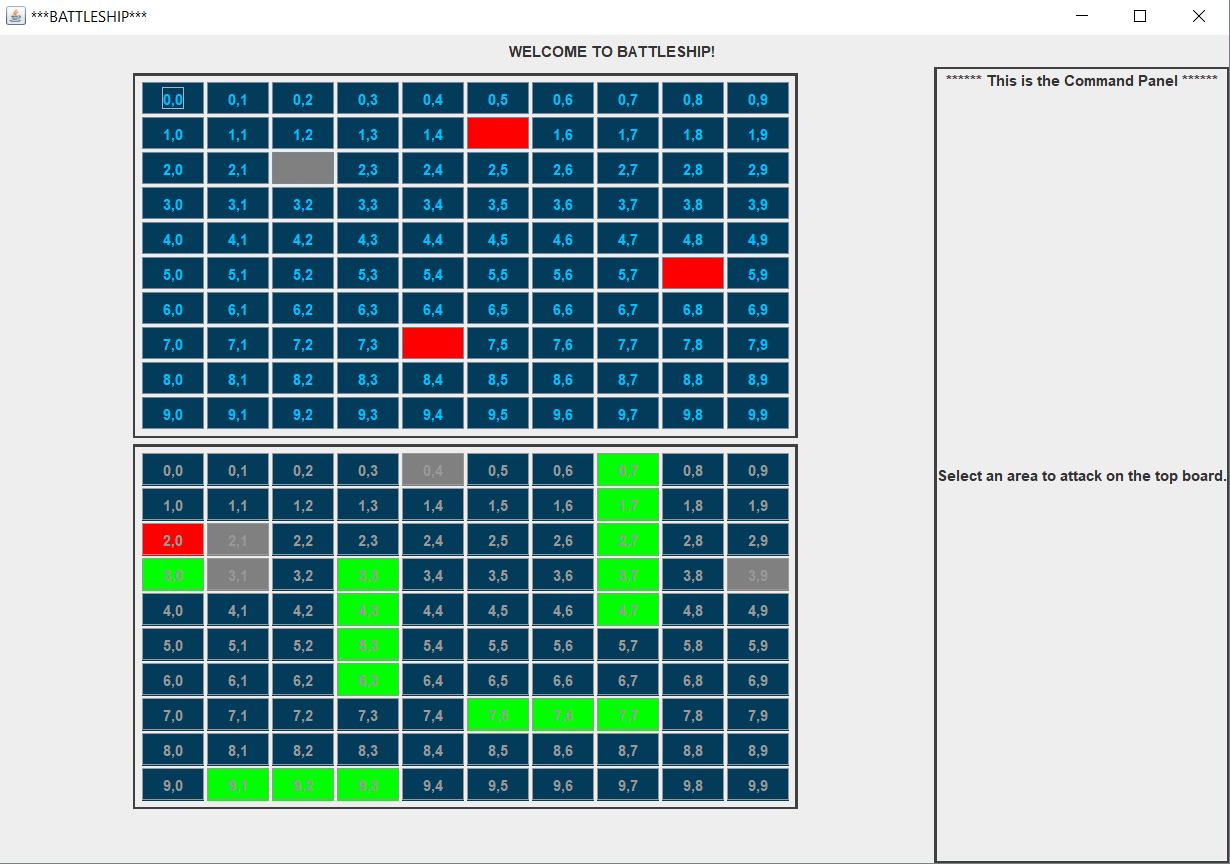 ***BATTLESHIP***
WELCOME TO BATTLESHIP!
****** This is the Command Panel ******
0,0 0,1 0,2 0,3 0,4 0,5 0,6 0,7 0,8 0,9
1,0 1,1 1,2 1,3 1,4 1,6 1,7 1,8 1,9
2,0 2,1 2,3 2,4 2,5 2,6 2,7 2,8 2,9
3,0 3,1 3,2 3,3 3,4 3,5 3,6 3,7 3,8 3,9
4,0 4,1 4,2 4,3 4,4 4,5 4,6 4,7 4,8 4,9
5,0 5,1 5,2 5,3 5,4 5,5 5,6 5,7 5,9
6,0 6,1 6,2 6,3 6,4 6,5 6,6 6,7 6,8 6,9
7,0 7,1 7,2 7,3 7,5 7,6 7,7 7,8 7,9
8,0 8,1 8,2 8,3 8,4 8,5 8,6 8,7 8,8 8,9
9,0 9,1 9,2 9,3 9,4 9,5 9,6 9,7 9,8 9,9
0,0 0,1 0,2 0,3 0,4 0,5 0,6 0,7 0,8 0,9
Select an area to attack on the top board.
1,0 1,1 1,2 1,3 1,4 1,5 1,6 1,7 1,8 1,9
2,0 2,1 2,2 2,3 2,4 2,5 2,6 2,7 2,8 2,9
3,0 3,1 3,2 3,3 3,4 3,5 3,6 3,7 3,8 3,9
4,0 4,1 4,2 4,3 4,4 4,5 4,6 4,7 4,8 4,9
5,0 5,1 5,2 5,3 5,4 5,5 5,6 5,7 5,8 5,9
6,0 6,1 6,2 6,3 6,4 6,5 6,6 6,7 6,8 6,9
7,0 7,1 7,2 7,3 7,4 7,5 7,6 7,7 7,8 7,9
8,0 8,1 8,2 8,3 8,4 8,5 8,6 8,7 8,8 8,9
9,0 9,1 9,2 9,3 9,4 9,5 9,6 9,7 9,8 9,9